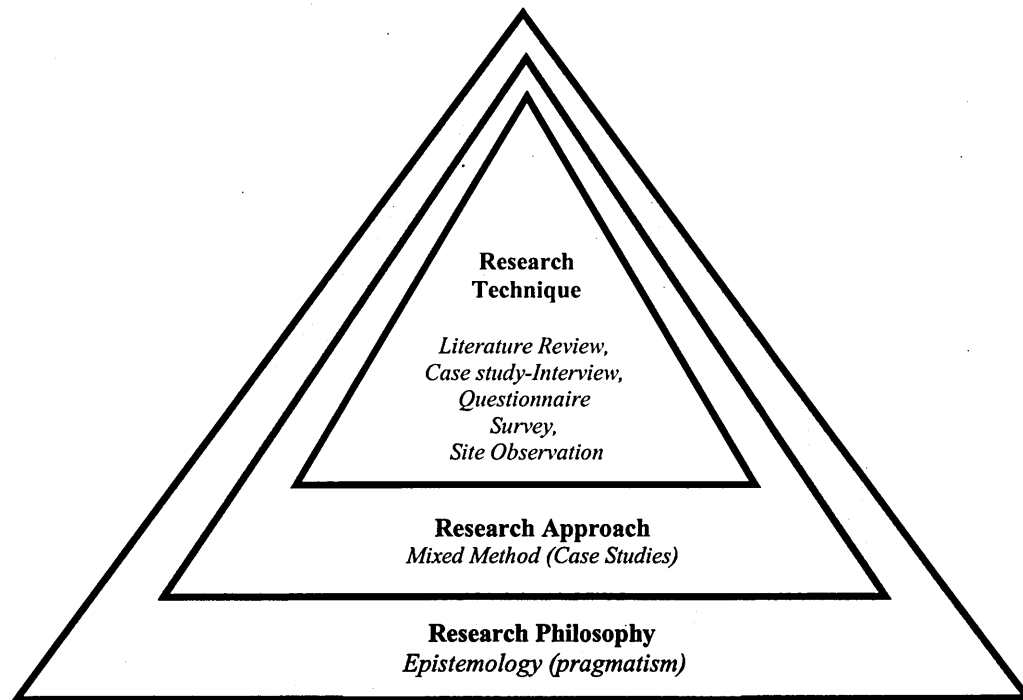 Research
Technique
Literature Review,
Case study-Interview,
Questionnaire
Survey,
Site Observation
Research Approach
Mixed Method (Case Studies)
Research Philosophy
Epistemology (pragmatism)